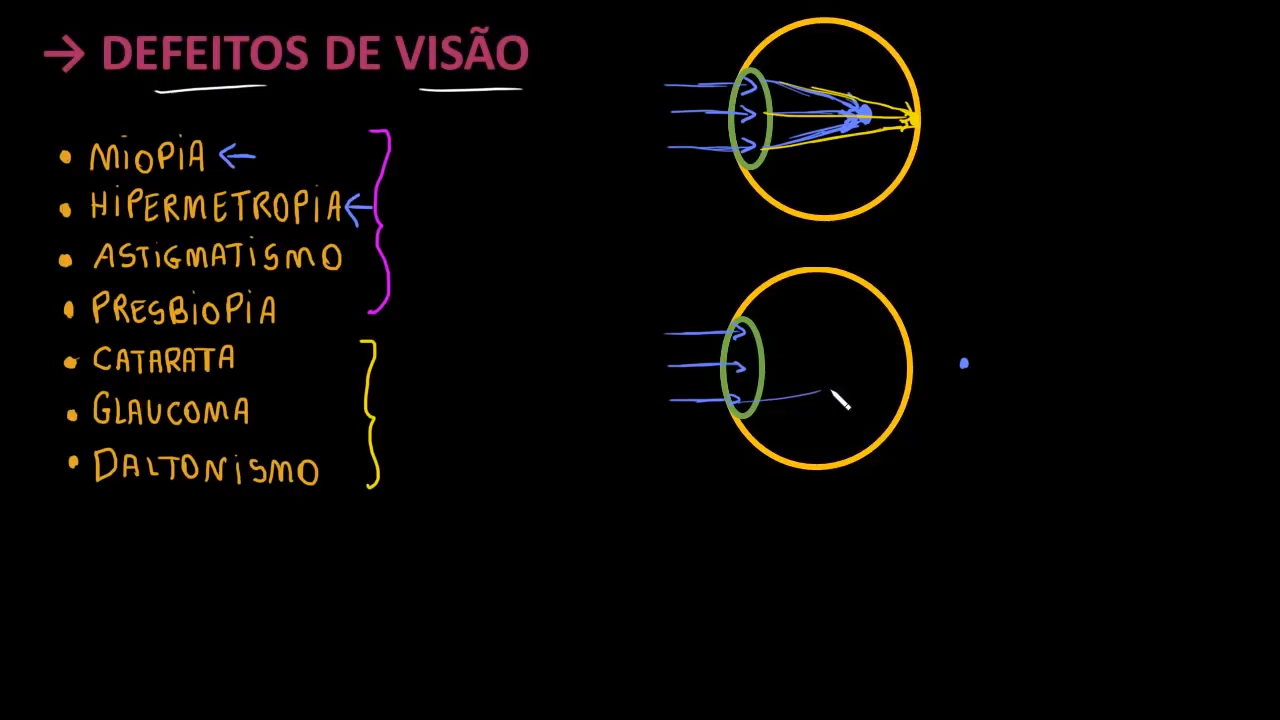 → DEFEITOS DE VISÃO
• MIOPIA ←
• HIPERMETROPIA ←
• ASTIGMATISMO
• PRESBIOPIA
• CATARATA
• GLAUCOMA
• DALTONISMO